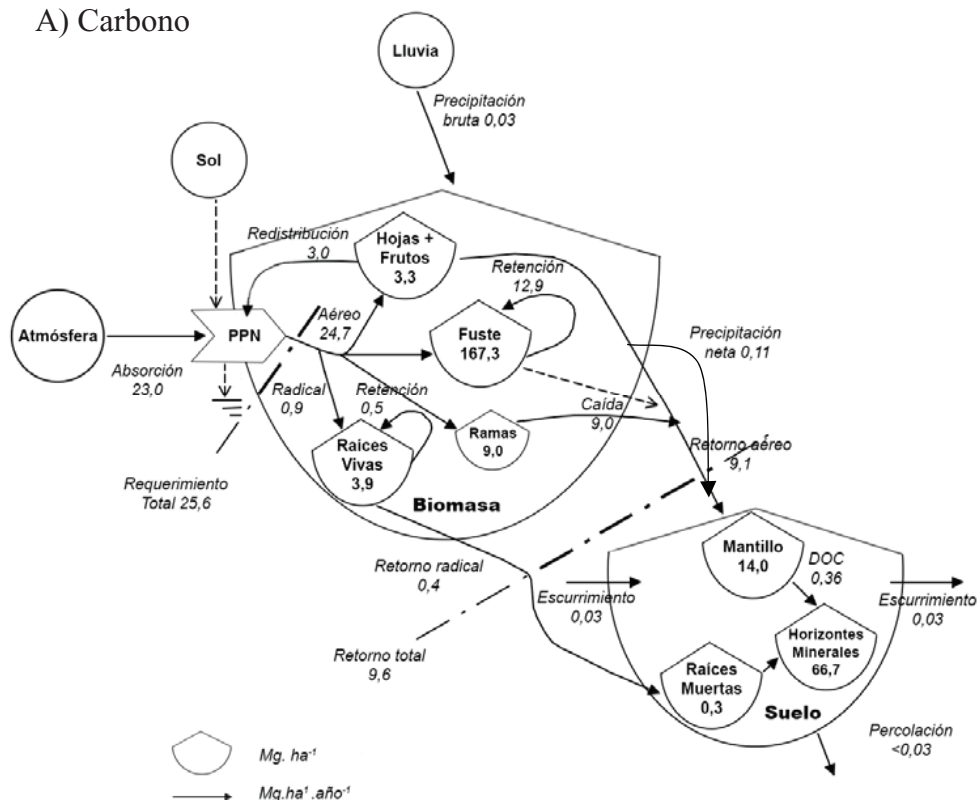 A) Carbono
Lluvia
Precipitación
bruta 0,03
Sol
Redistribución
3,0
Hojas +
Frutos
3,3
Retención
12,9
Atmósfera
Absorción
23,0
PPN
Aéreo
24,7
Fuste
167,3
Precipitación
neta 0,11
Radical
0,9
Retención
0,5
Raíces
Vivas
3,9
Ramas
9,0
Caída
9,0
Retorno aéreo
9,1
Requerimiento
Total 25,6
Biomasa
Retorno radical
0,4
Mantillo
14,0
DOC
0,36
Escurrimiento
0,03
Escurrimiento
0,03
Horizontes
Minerales
66,7
Raíces
Muertas
0,3
Suelo
Retorno total
9,6
Percolación
<0,03
Mg. ha⁻¹
Mg.ha¹.año⁻¹